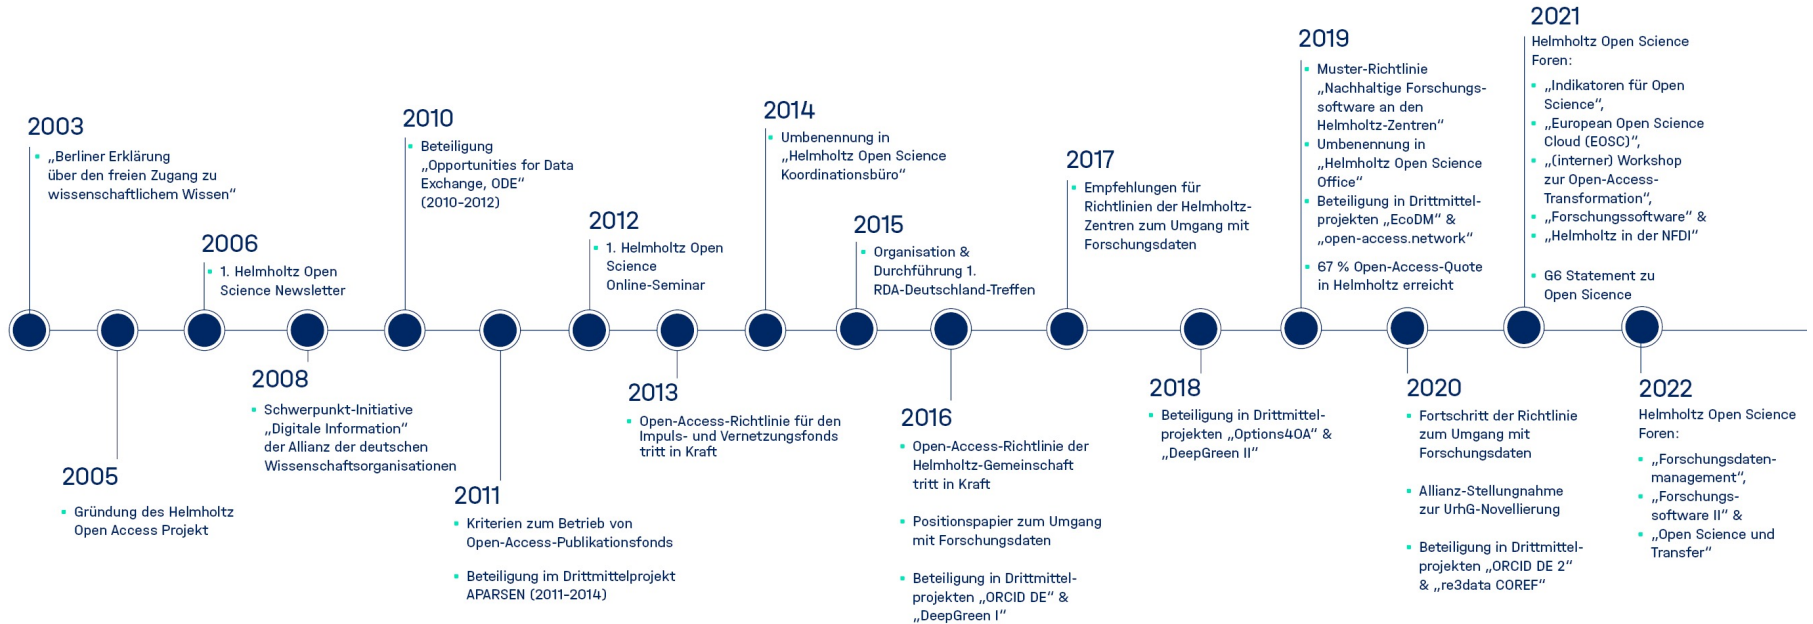 2003
„Berliner Erklärung
über den freien Zugang zu
wissenschaftlichem Wissen“
2005
Gründung des Helmholtz
Open Access Projekt
2006
1. Helmholtz Open
Science Newsletter
2008
Schwerpunkt-Initiative
„Digitale Information“
der Allianz der deutschen
Wissenschaftsorganisationen
2010
Beteiligung
„Opportunities for Data
Exchange, ODE“
(2010-2012)
2011
Kriterien zum Betrieb von
Open-Access-Publikationsfonds
Beteiligung im Drittmittelprojekt
APARSEN (2011-2014)
2012
1. Helmholtz Open
Science
Online-Seminar
2013
Open-Access-Richtlinie für den
Impuls- und Vernetzungsfonds
tritt in Kraft
2014
Umbenennung in
„Helmholtz Open Science
Koordinationsbüro“
2015
Organisation &
Durchführung 1.
RDA-Deutschland-Treffen
2016
Open-Access-Richtlinie der
Helmholtz-Gemeinschaft
tritt in Kraft
Positionspapier zum Umgang
mit Forschungsdaten
Beteiligung in Drittmittel-
projekten „ORCID DE“ &
„DeepGreen I“
2017
Empfehlungen für
Richtlinien der Helmholtz-
Zentren zum Umgang mit
Forschungsdaten
2018
Beteiligung in Drittmittel-
projekten „Options4OA“ &
„DeepGreen II“
2019
Muster-Richtlinie
„Nachhaltige Forschungs-
software an den
Helmholtz-Zentren“
Umbenennung in
„Helmholtz Open Science
Office“
Beteiligung in Drittmittel-
projekten „EcoDM“ &
„open-access.network“
67 % Open-Access-Quote
in Helmholtz erreicht
2020
Fortschritt der Richtlinie
zum Umgang mit
Forschungsdaten
Allianz-Stellungnahme
zur UrhG-Novellierung
Beteiligung in Drittmittel-
projekten „ORCID DE 2“
& „re3data COREF“
2021
Helmholtz Open Science
Foren:
„Indikatoren für Open
Science“,
„European Open Science
Cloud (EOSC)“,
„(interner) Workshop
zur Open-Access-
Transformation“,
„Forschungssoftware“ &
„Helmholtz in der NFDI“
G6 Statement zu
Open Sicence
2022
Helmholtz Open Science
Foren:
„Forschungsdaten-
management“,
„Forschungs-
software II“ &
„Open Science und
Transfer“